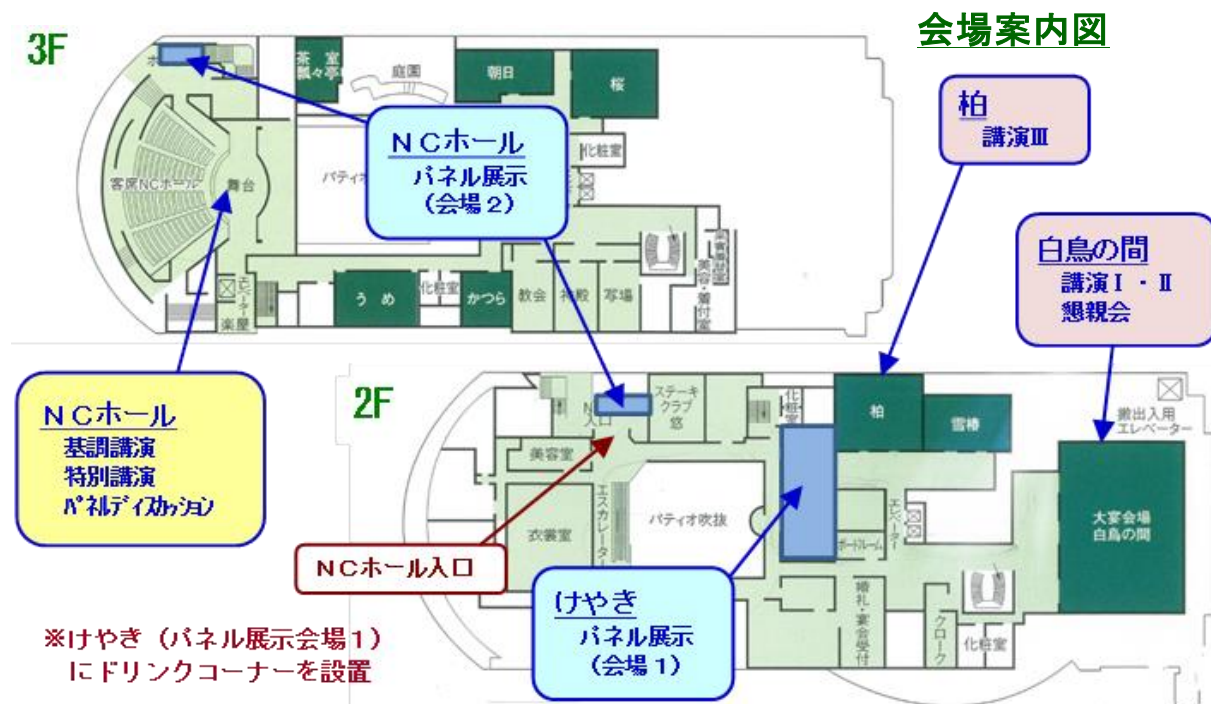 会場案内図
3F
茶室
瓢々亭
庭園
朝日
桜
化粧室
客席NCホール
舞台
パティオ
ＮＣホール
パネル展示
（会場２）
柏
講演Ⅲ
白鳥の間
講演Ⅰ・Ⅱ
懇親会
エレベーター
楽屋
うめ
化粧室
かつら
教会
神殿
写場
美容・着付室
ＮＣホール
基調講演
特別講演
パネルディスカッション
2F
入口
ステーキ
クラブ
悠
化粧室
柏
雪椿
搬出入用
エレベーター
美容室
衣裳室
エスカレーター
パティオ吹抜
エレベーター
ボードルーム
大宴会場
白鳥の間
ＮＣホール入口
けやき
パネル展示
（会場１）
婚礼・宴会受付
クローク
化粧室
※けやき（パネル展示会場１）
にドリンクコーナーを設置